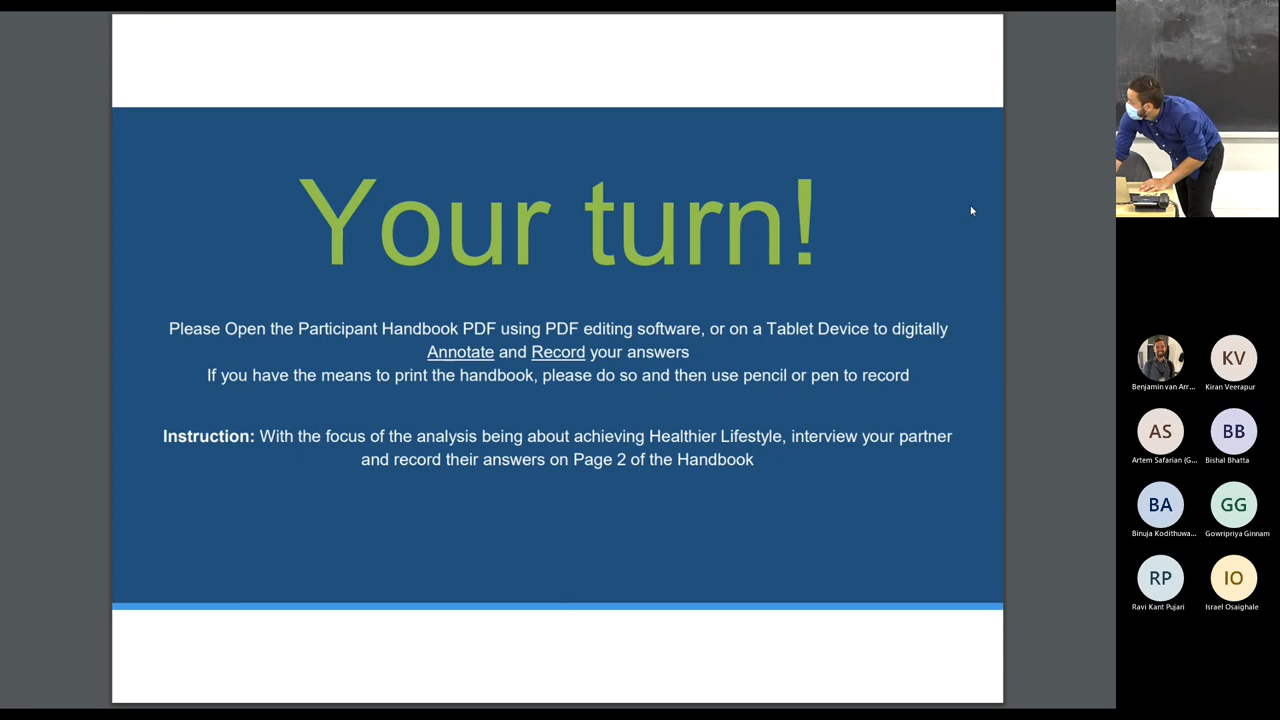 Your turn!
Please Open the Participant Handbook PDF using PDF editing software, or on a Tablet Device to digitally
Annotate and Record your answers
If you have the means to print the handbook, please do so and then use pencil or pen to record
Instruction: With the focus of the analysis being about achieving Healthier Lifestyle, interview your partner
and record their answers on Page 2 of the Handbook
KV
Benjamin van Arr... Kiran Veerapur
AS BB
Artem Safarian (G... Bishal Bhatta
BA GG
Binuja Kodithuwa... Gowripriya Ginnam
RP IO
Ravi Kant Pujari Israel Osaighale